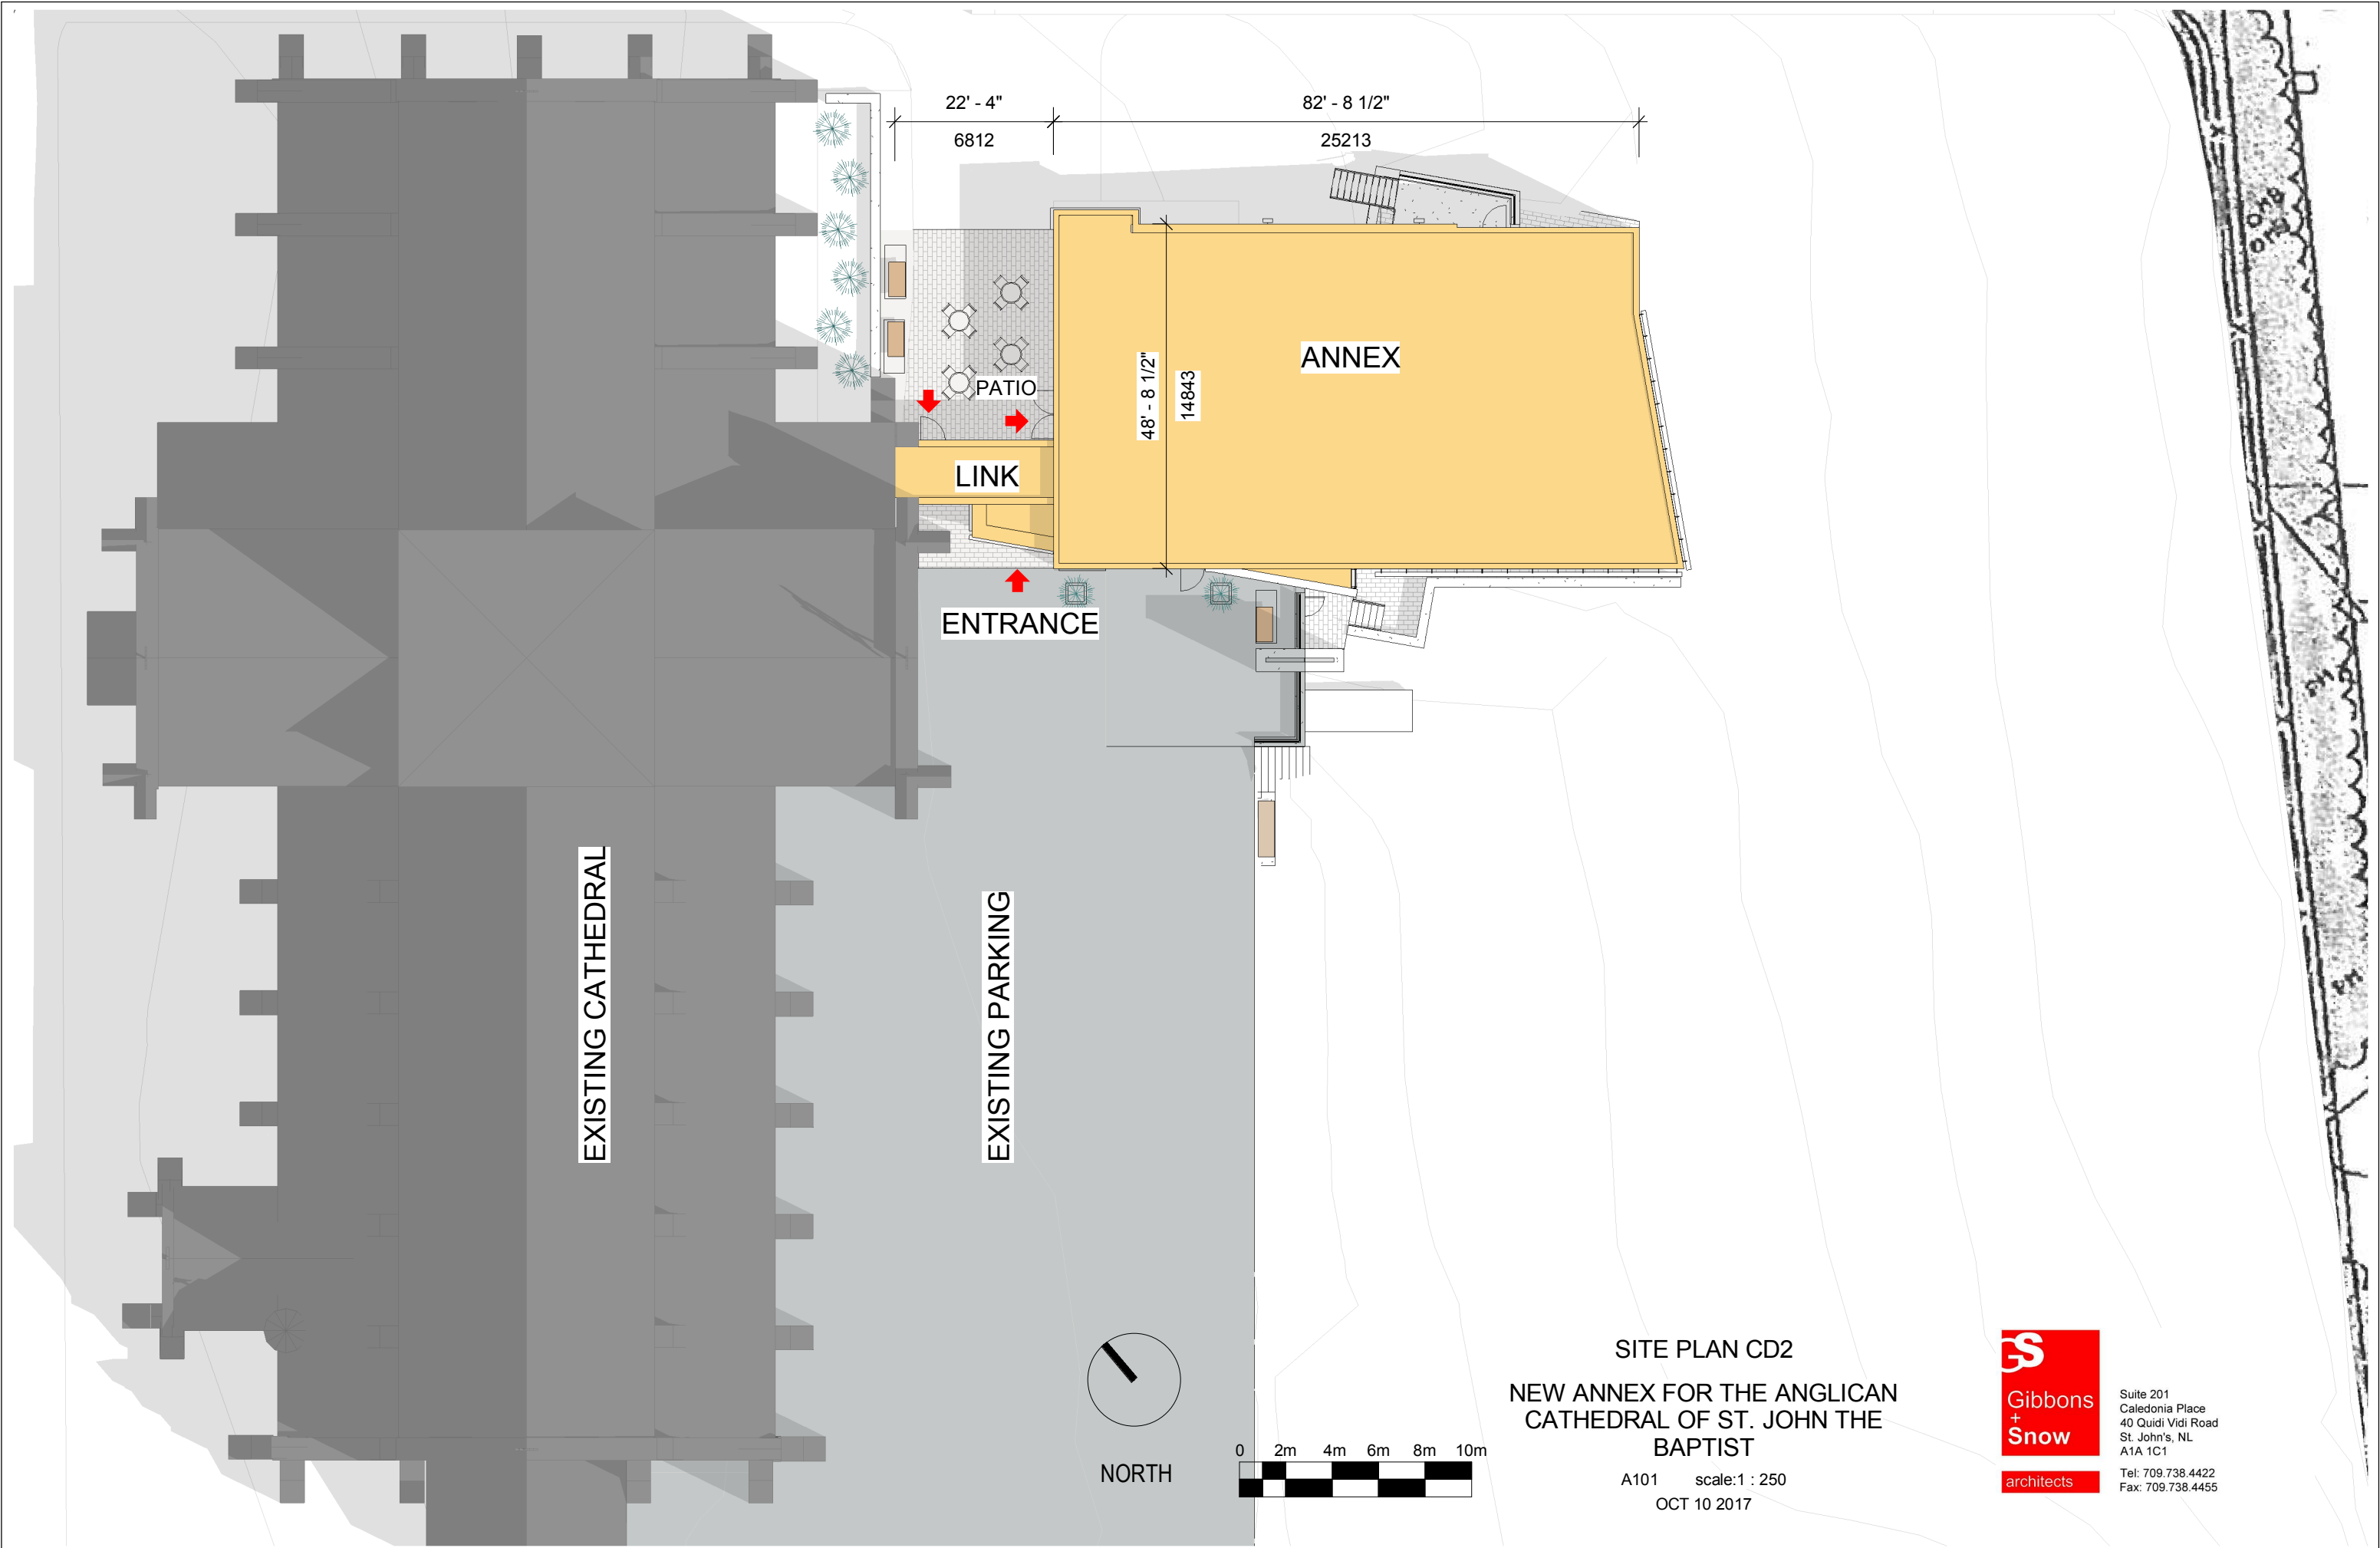 22' - 4"
82' - 8 1/2"
6812
25213
ANNEX
48' - 8 1/2"
14843
PATIO
LINK
ENTRANCE
EXISTING CATHEDRAL
EXISTING PARKING
NORTH
0 2m 4m 6m 8m 10m
SITE PLAN CD2
NEW ANNEX FOR THE ANGLICAN
CATHEDRAL OF ST. JOHN THE
BAPTIST
A101 scale:1 : 250
OCT 10 2017
GS
Gibbons
+
Snow
architects
Suite 201
Caledonia Place
40 Quidi Vidi Road
St. John's, NL
A1A 1C1
Tel: 709.738.4422
Fax: 709.738.4455